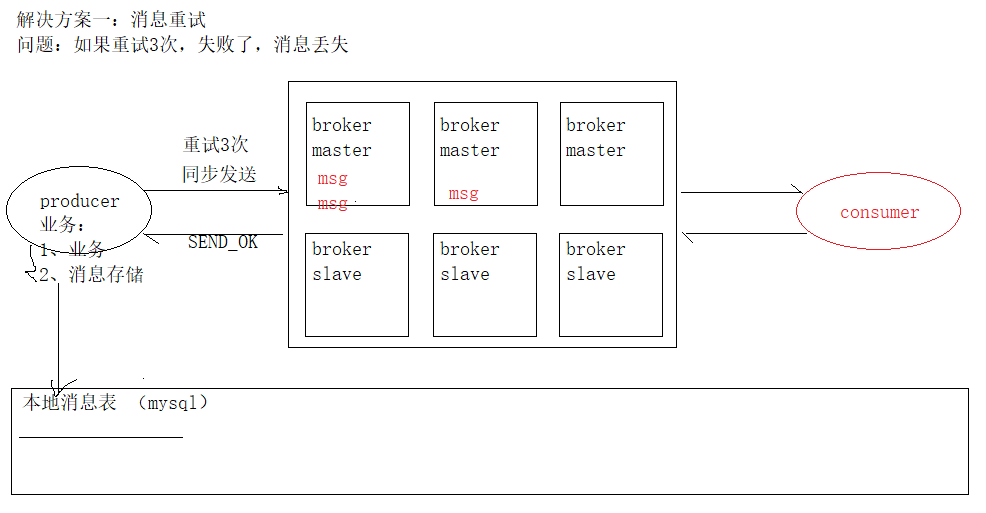 解决方案一：消息重试
问题：如果重试3次，失败了，消息丢失
重试3次
同步发送
SEND_OK
producer
业务：
1、业务
2、消息存储
broker
master
msg
msg
broker
master
msg
broker
master
broker
slave
broker
slave
broker
slave
consumer
本地消息表 （mysql）